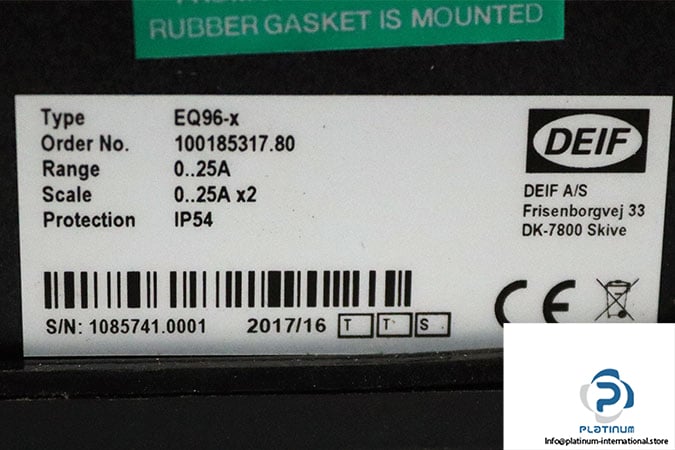 RUBBER GASKET IS MOUNTED
Type EQ96-x
Order No. 100185317.80
Range 0..25A
Scale 0..25A x2
Protection IP54
DEIF
DEIF A/S
Frisenborgvej 33
DK-7800 Skive
S/N: 1085741.0001 2017/16 T T S
CE
PLATINUM
Info@platinum-international.store